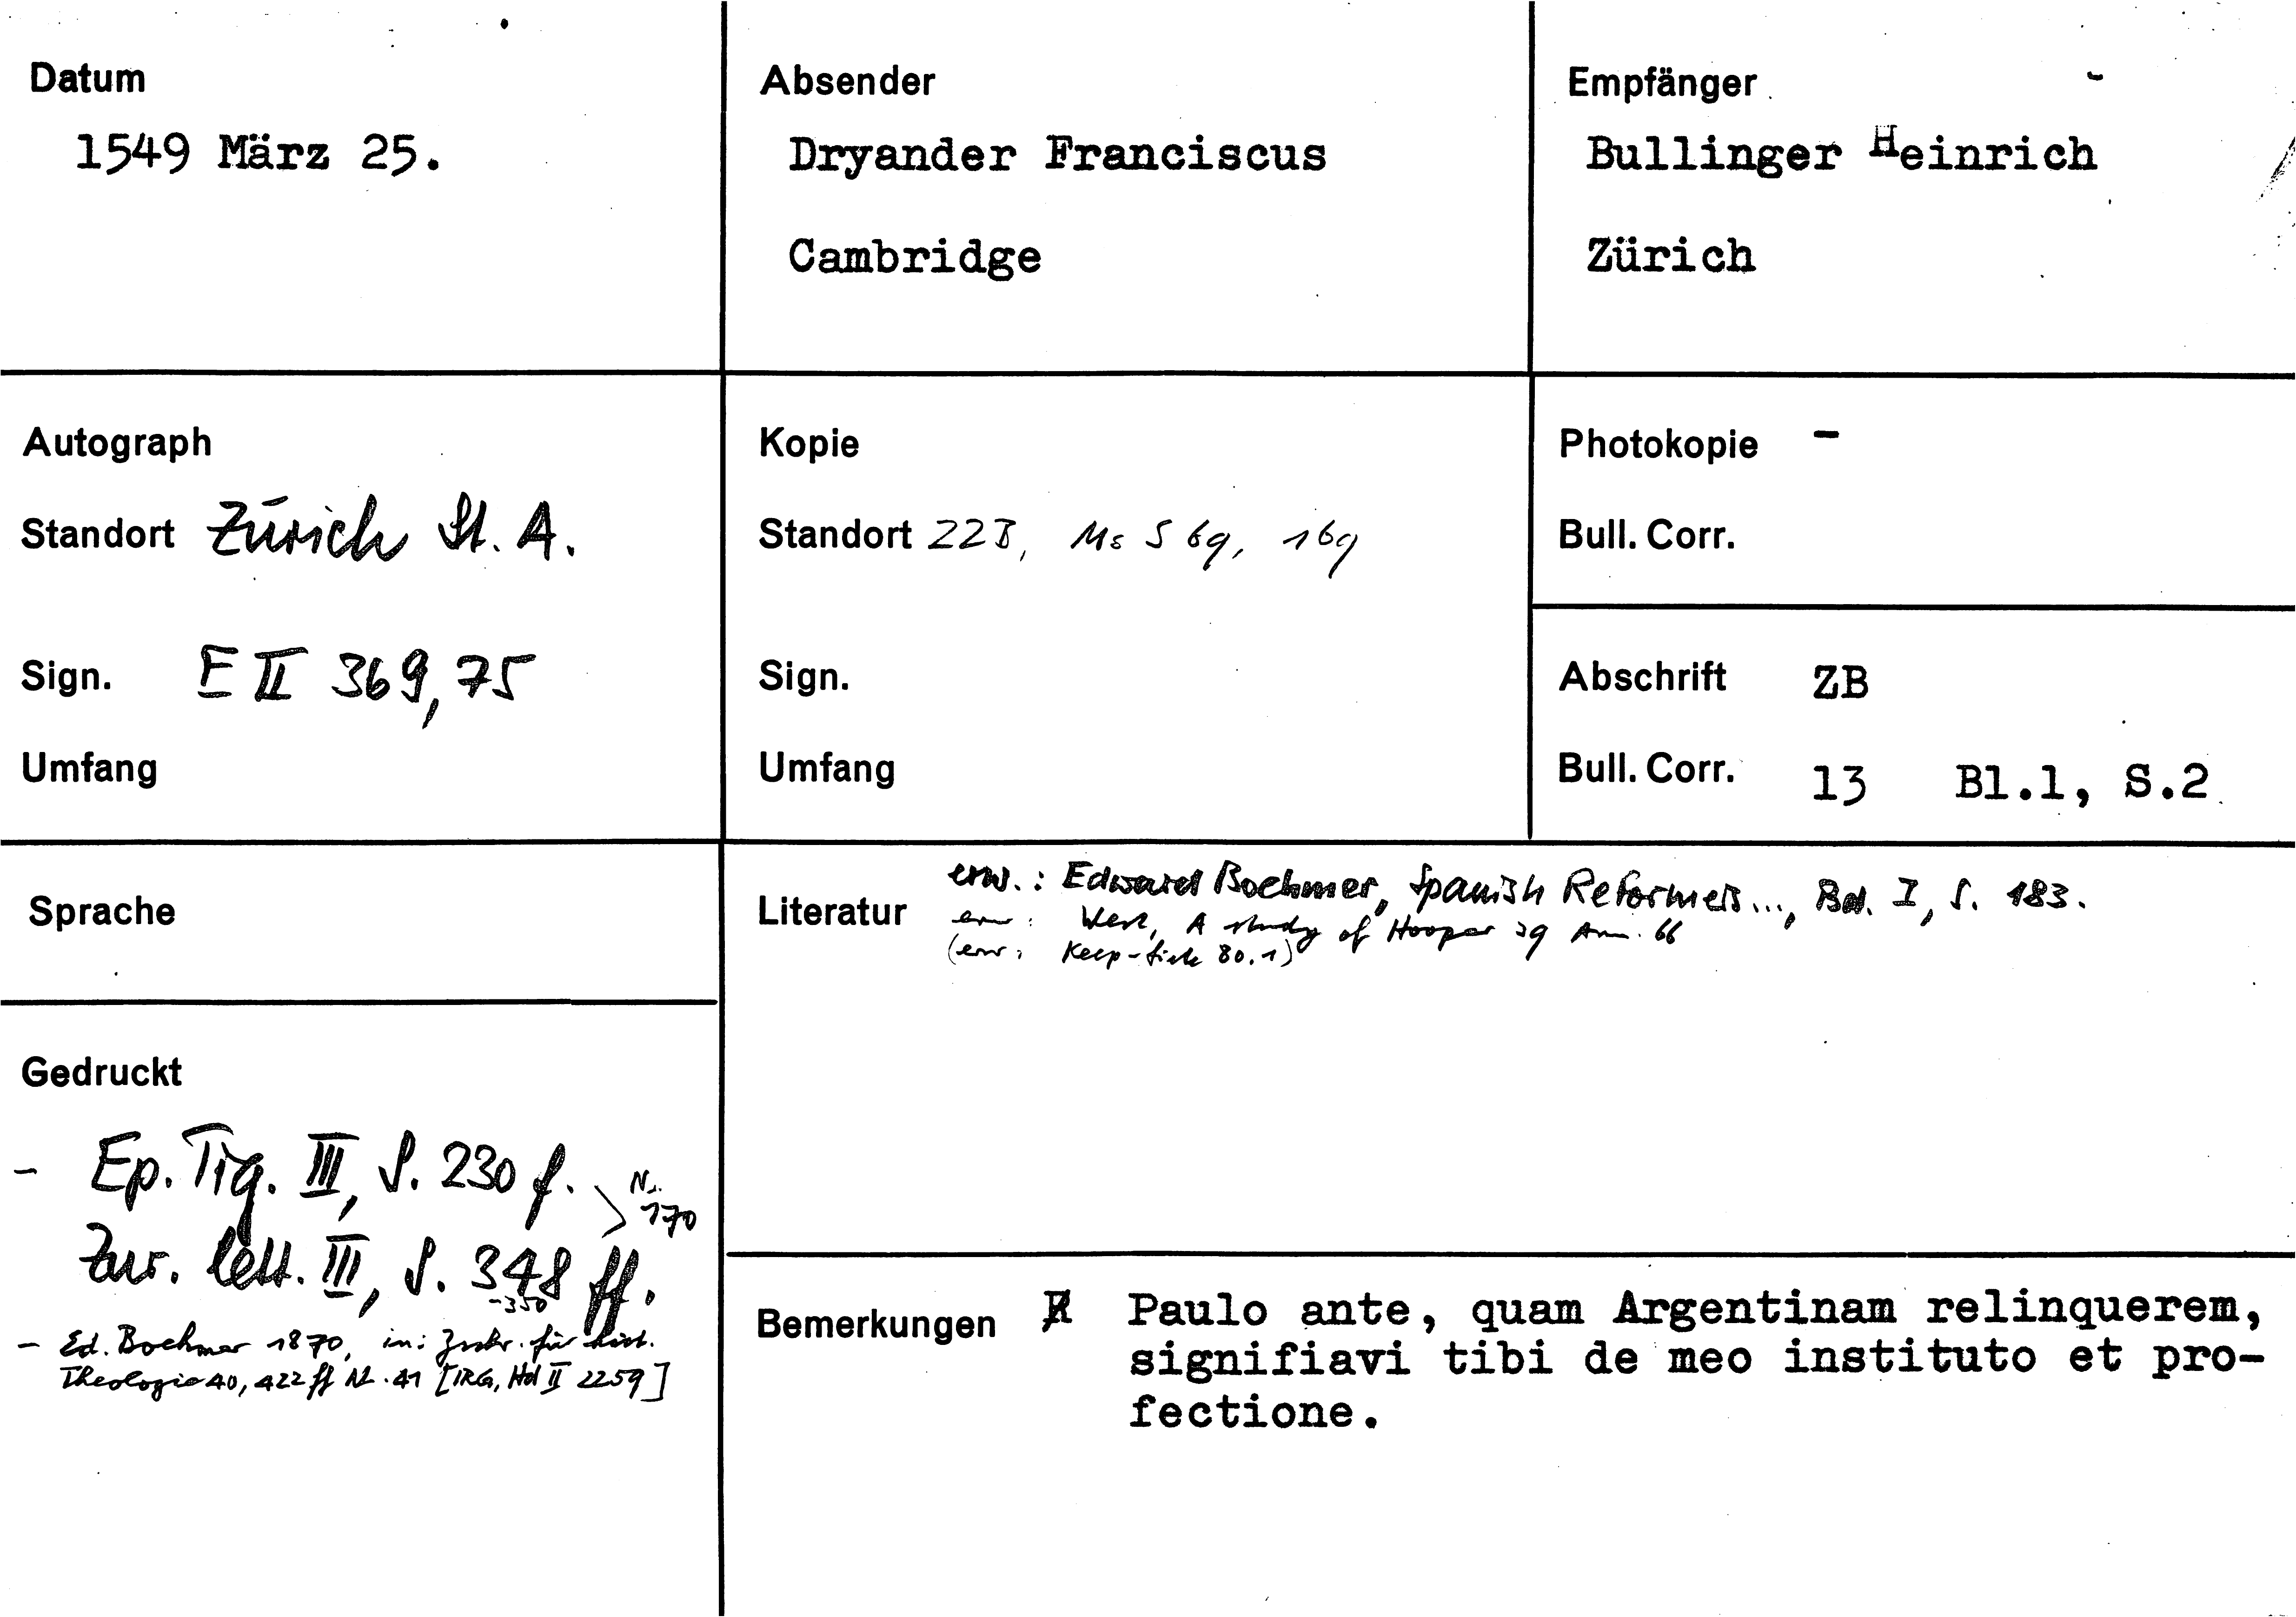 Datum
1549 März 25.
Absender
Dryander Franciscus
Cambridge
Empfänger
Bullinger Heinrich
Zürich
Autograph
Standort Zürich St. A.
Sign. E II 369,75
Umfang
Kopie
Standort ZZB, Ms S 69, 169
Sign.
Umfang
Photokopie -
Bull. Corr.
Abschrift ZB
Bull. Corr. 13 Bl.1, S.2
Sprache
Literatur erw.: Edward Boehmer, Spanish Reformers..., Bd. I, S. 183.
erw: West, A study of Hooper 29 Anm. 66
(erw: Keep - 80.1)
Gedruckt
- Ep. Tig. III, S. 230 f.
Nr. 170
Zur. lett. III, S. 348 ff.
-350
- Ed. Boehmer 1870, in: Zschr. für hist.
Theologie 40, 422 ff Nr. 41 [IRG, Hd II 2259]
Bemerkungen Paulo ante, quam Argentinam relinquerem,
signifiavi tibi de meo instituto et pro-
fectione.